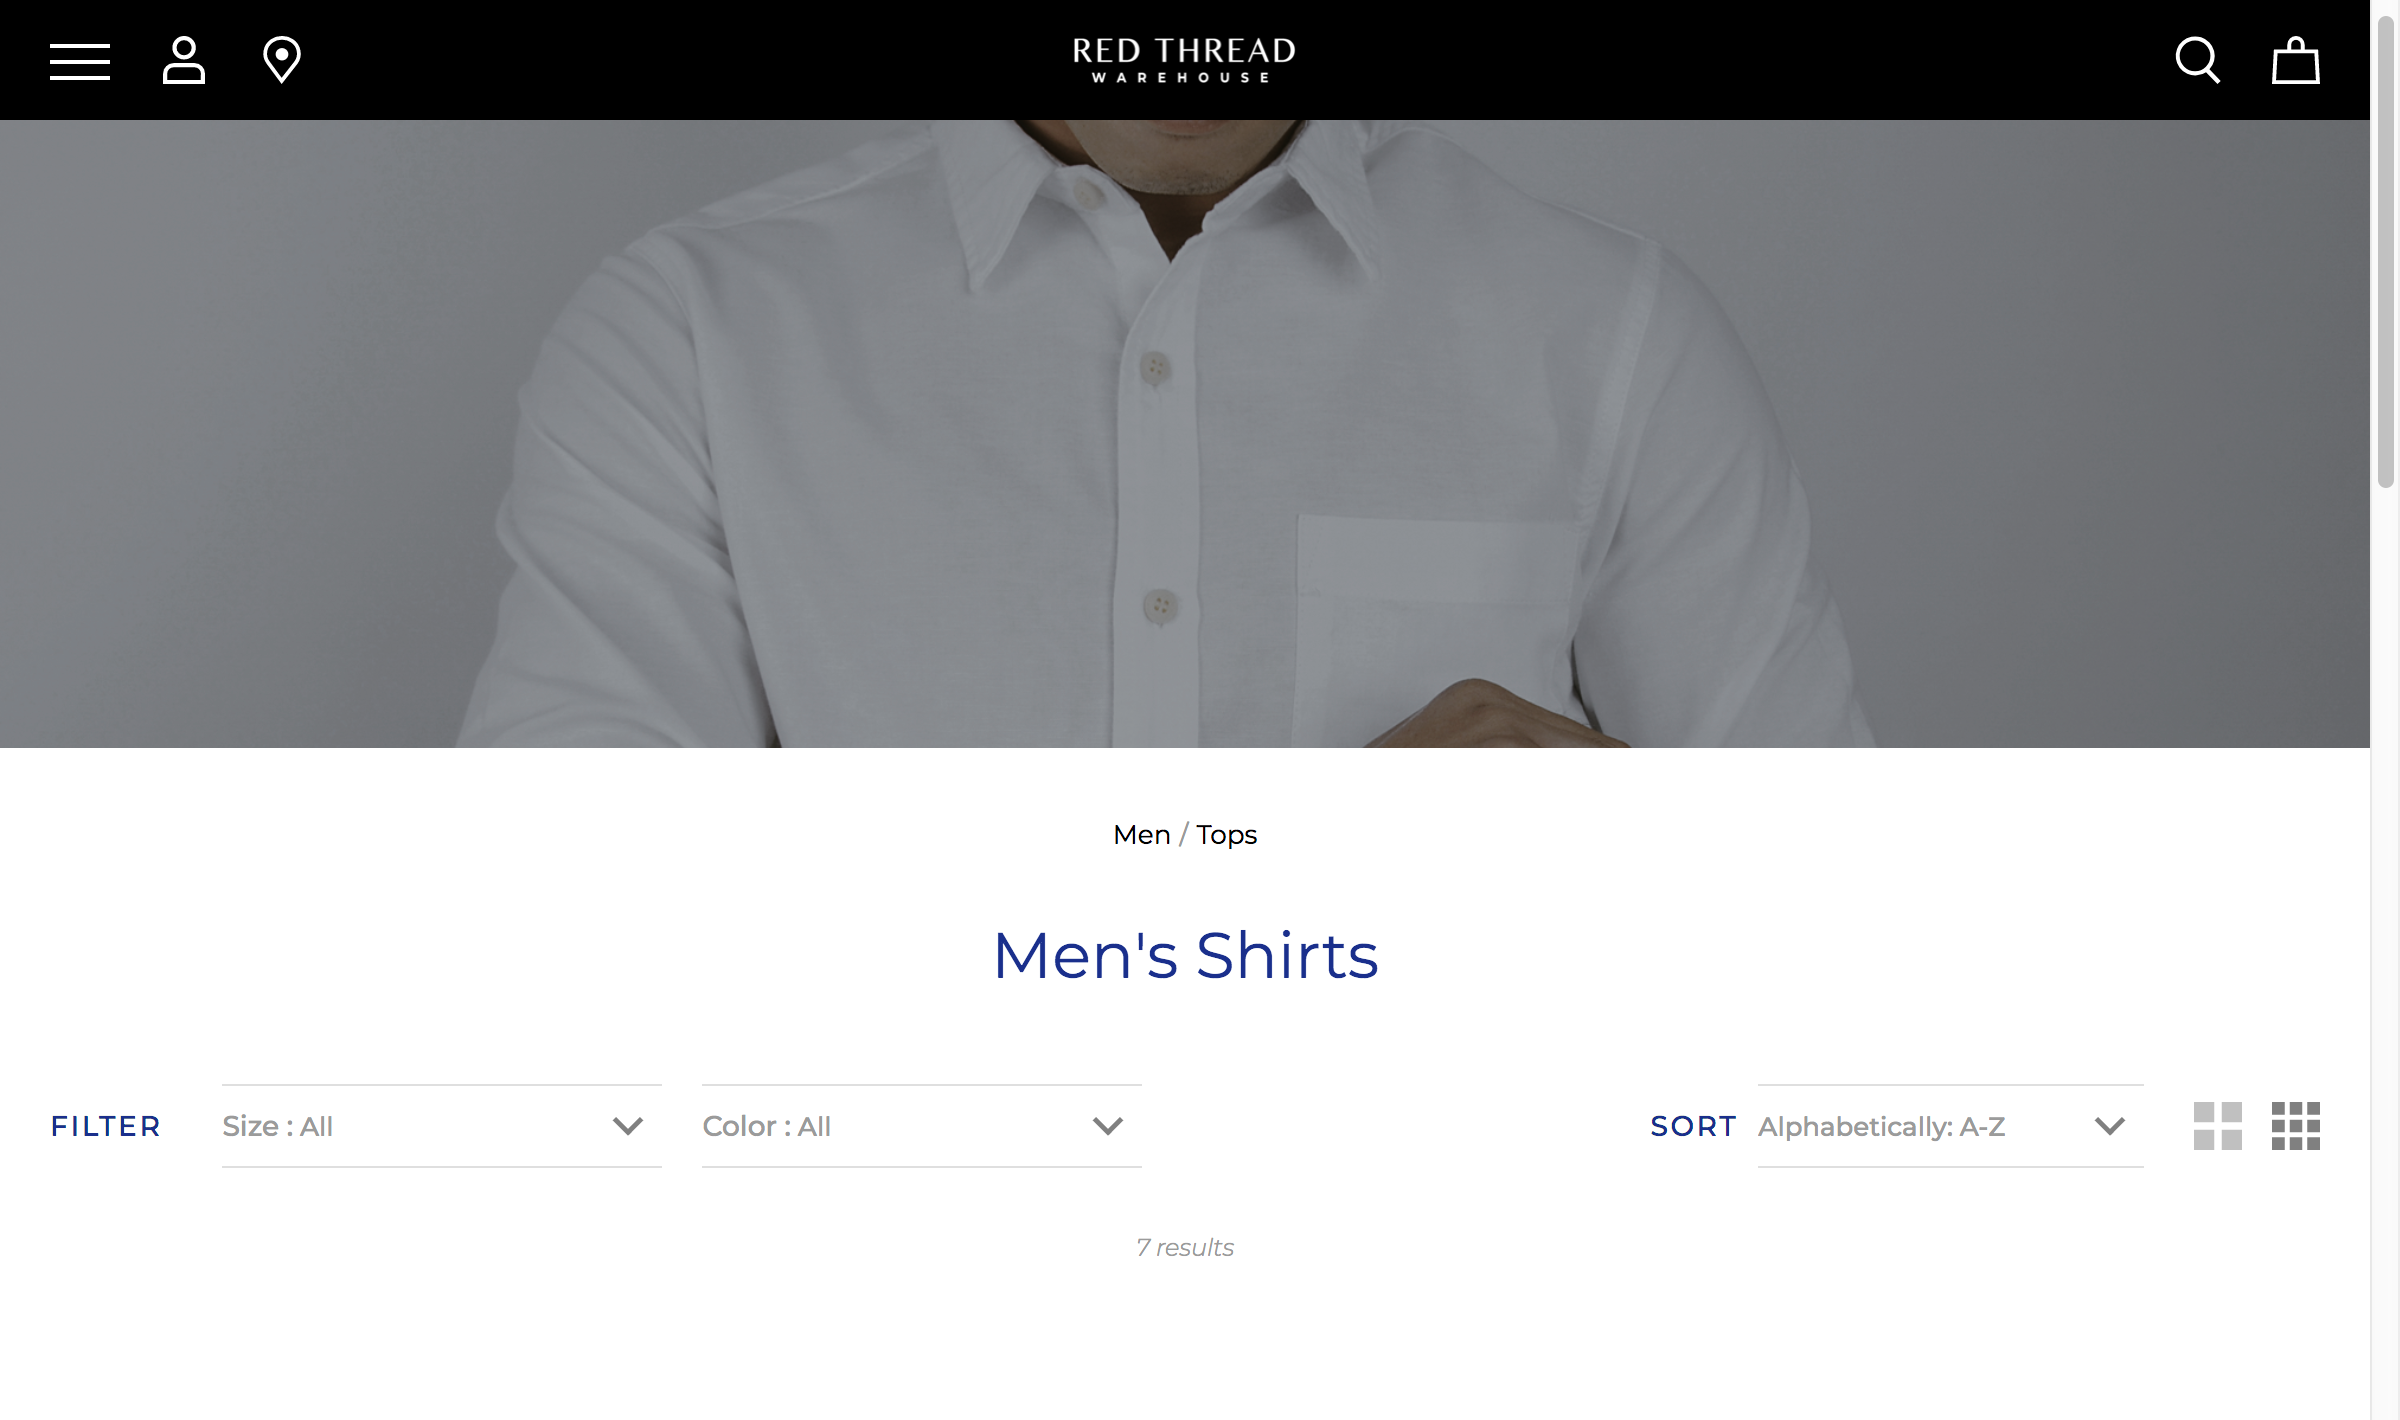 RED THREAD
WAREHOUSE
Men / Tops
Men's Shirts
FILTER Size : All Color : All SORT Alphabetically: A-Z
7 results